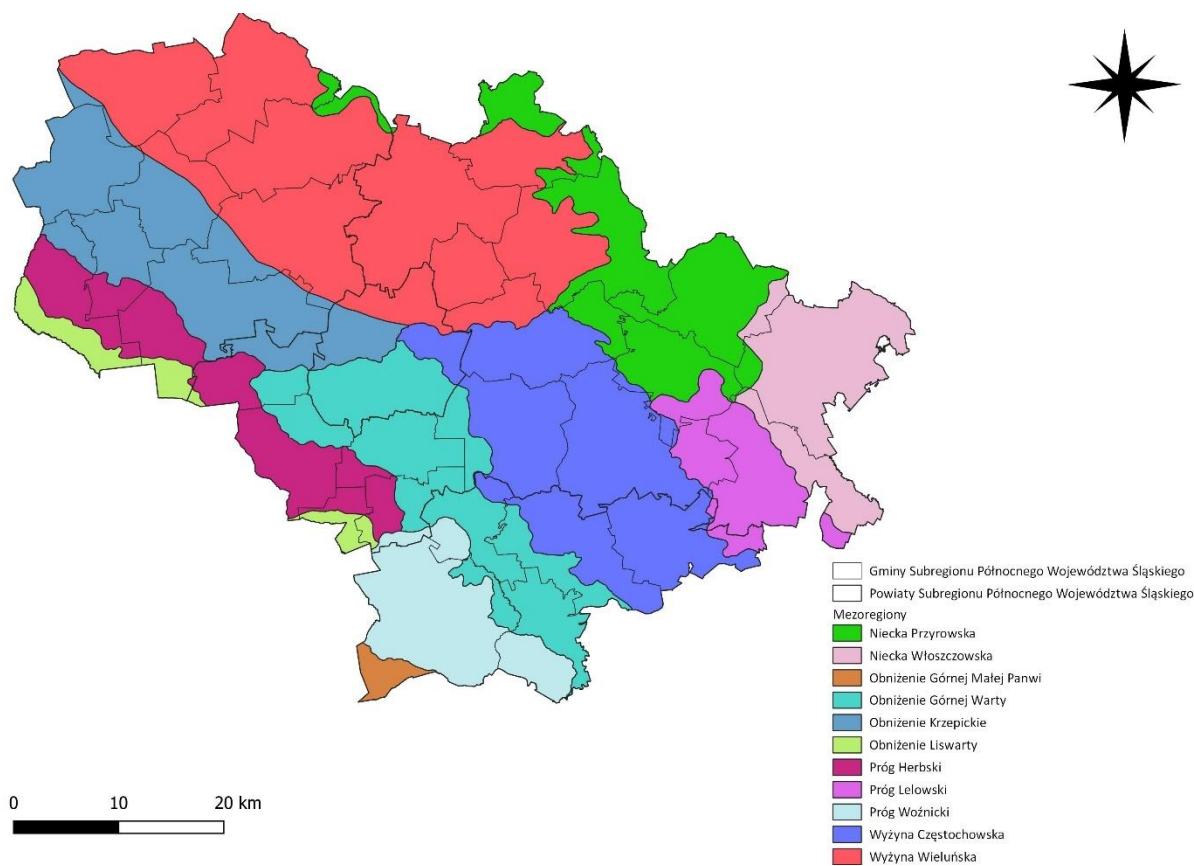 Gminy Subregionu Północnego Województwa Śląskiego
Powiaty Subregionu Północnego Województwa Śląskiego
Mezoregiony
Niecka Przyrowska
Niecka Włoszczowska
Obniżenie Górnej Małej Panwi
Obniżenie Górnej Warty
Obniżenie Krzepickie
Obniżenie Liswarty
Próg Herbski
Próg Lelowski
Próg Woźnicki
Wyżyna Częstochowska
Wyżyna Wieluńska
0 10 20 km